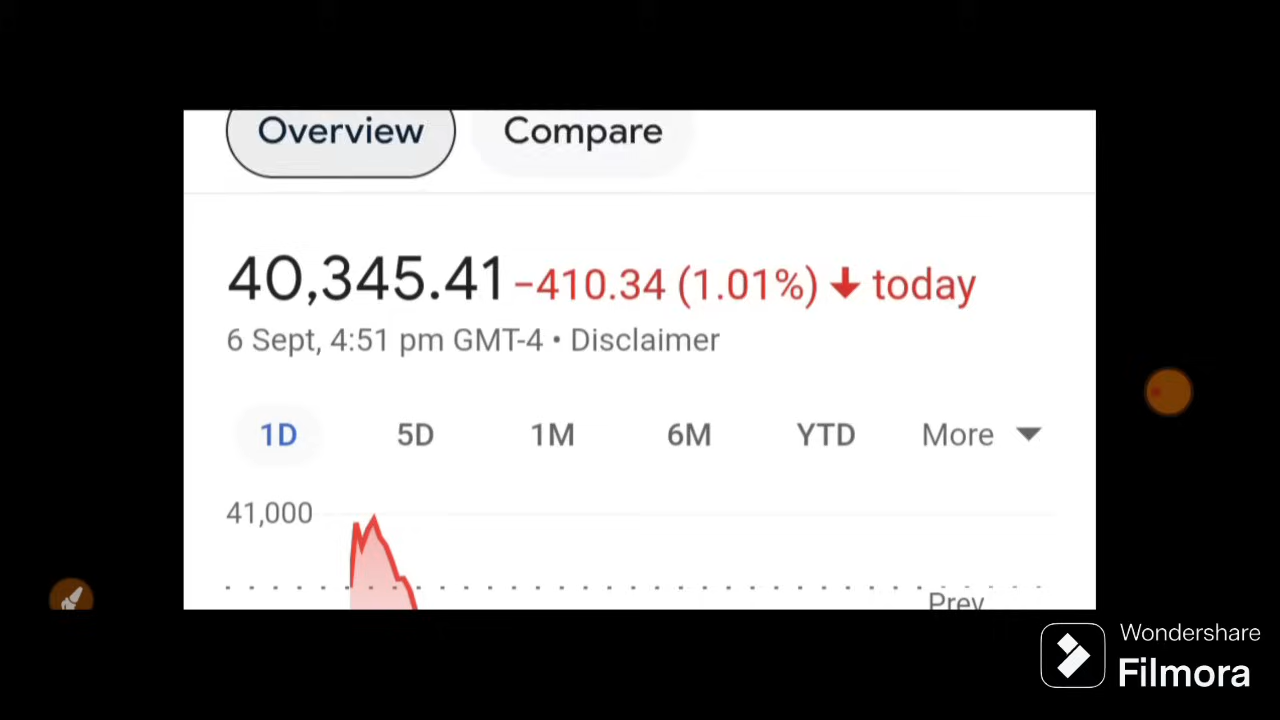 Overview Compare
40,345.41 −410.34 (1.01%) ↓ today
6 Sept, 4:51 pm GMT-4 • Disclaimer
1D 5D 1M 6M YTD More
41,000
Prev
Wondershare
Filmora